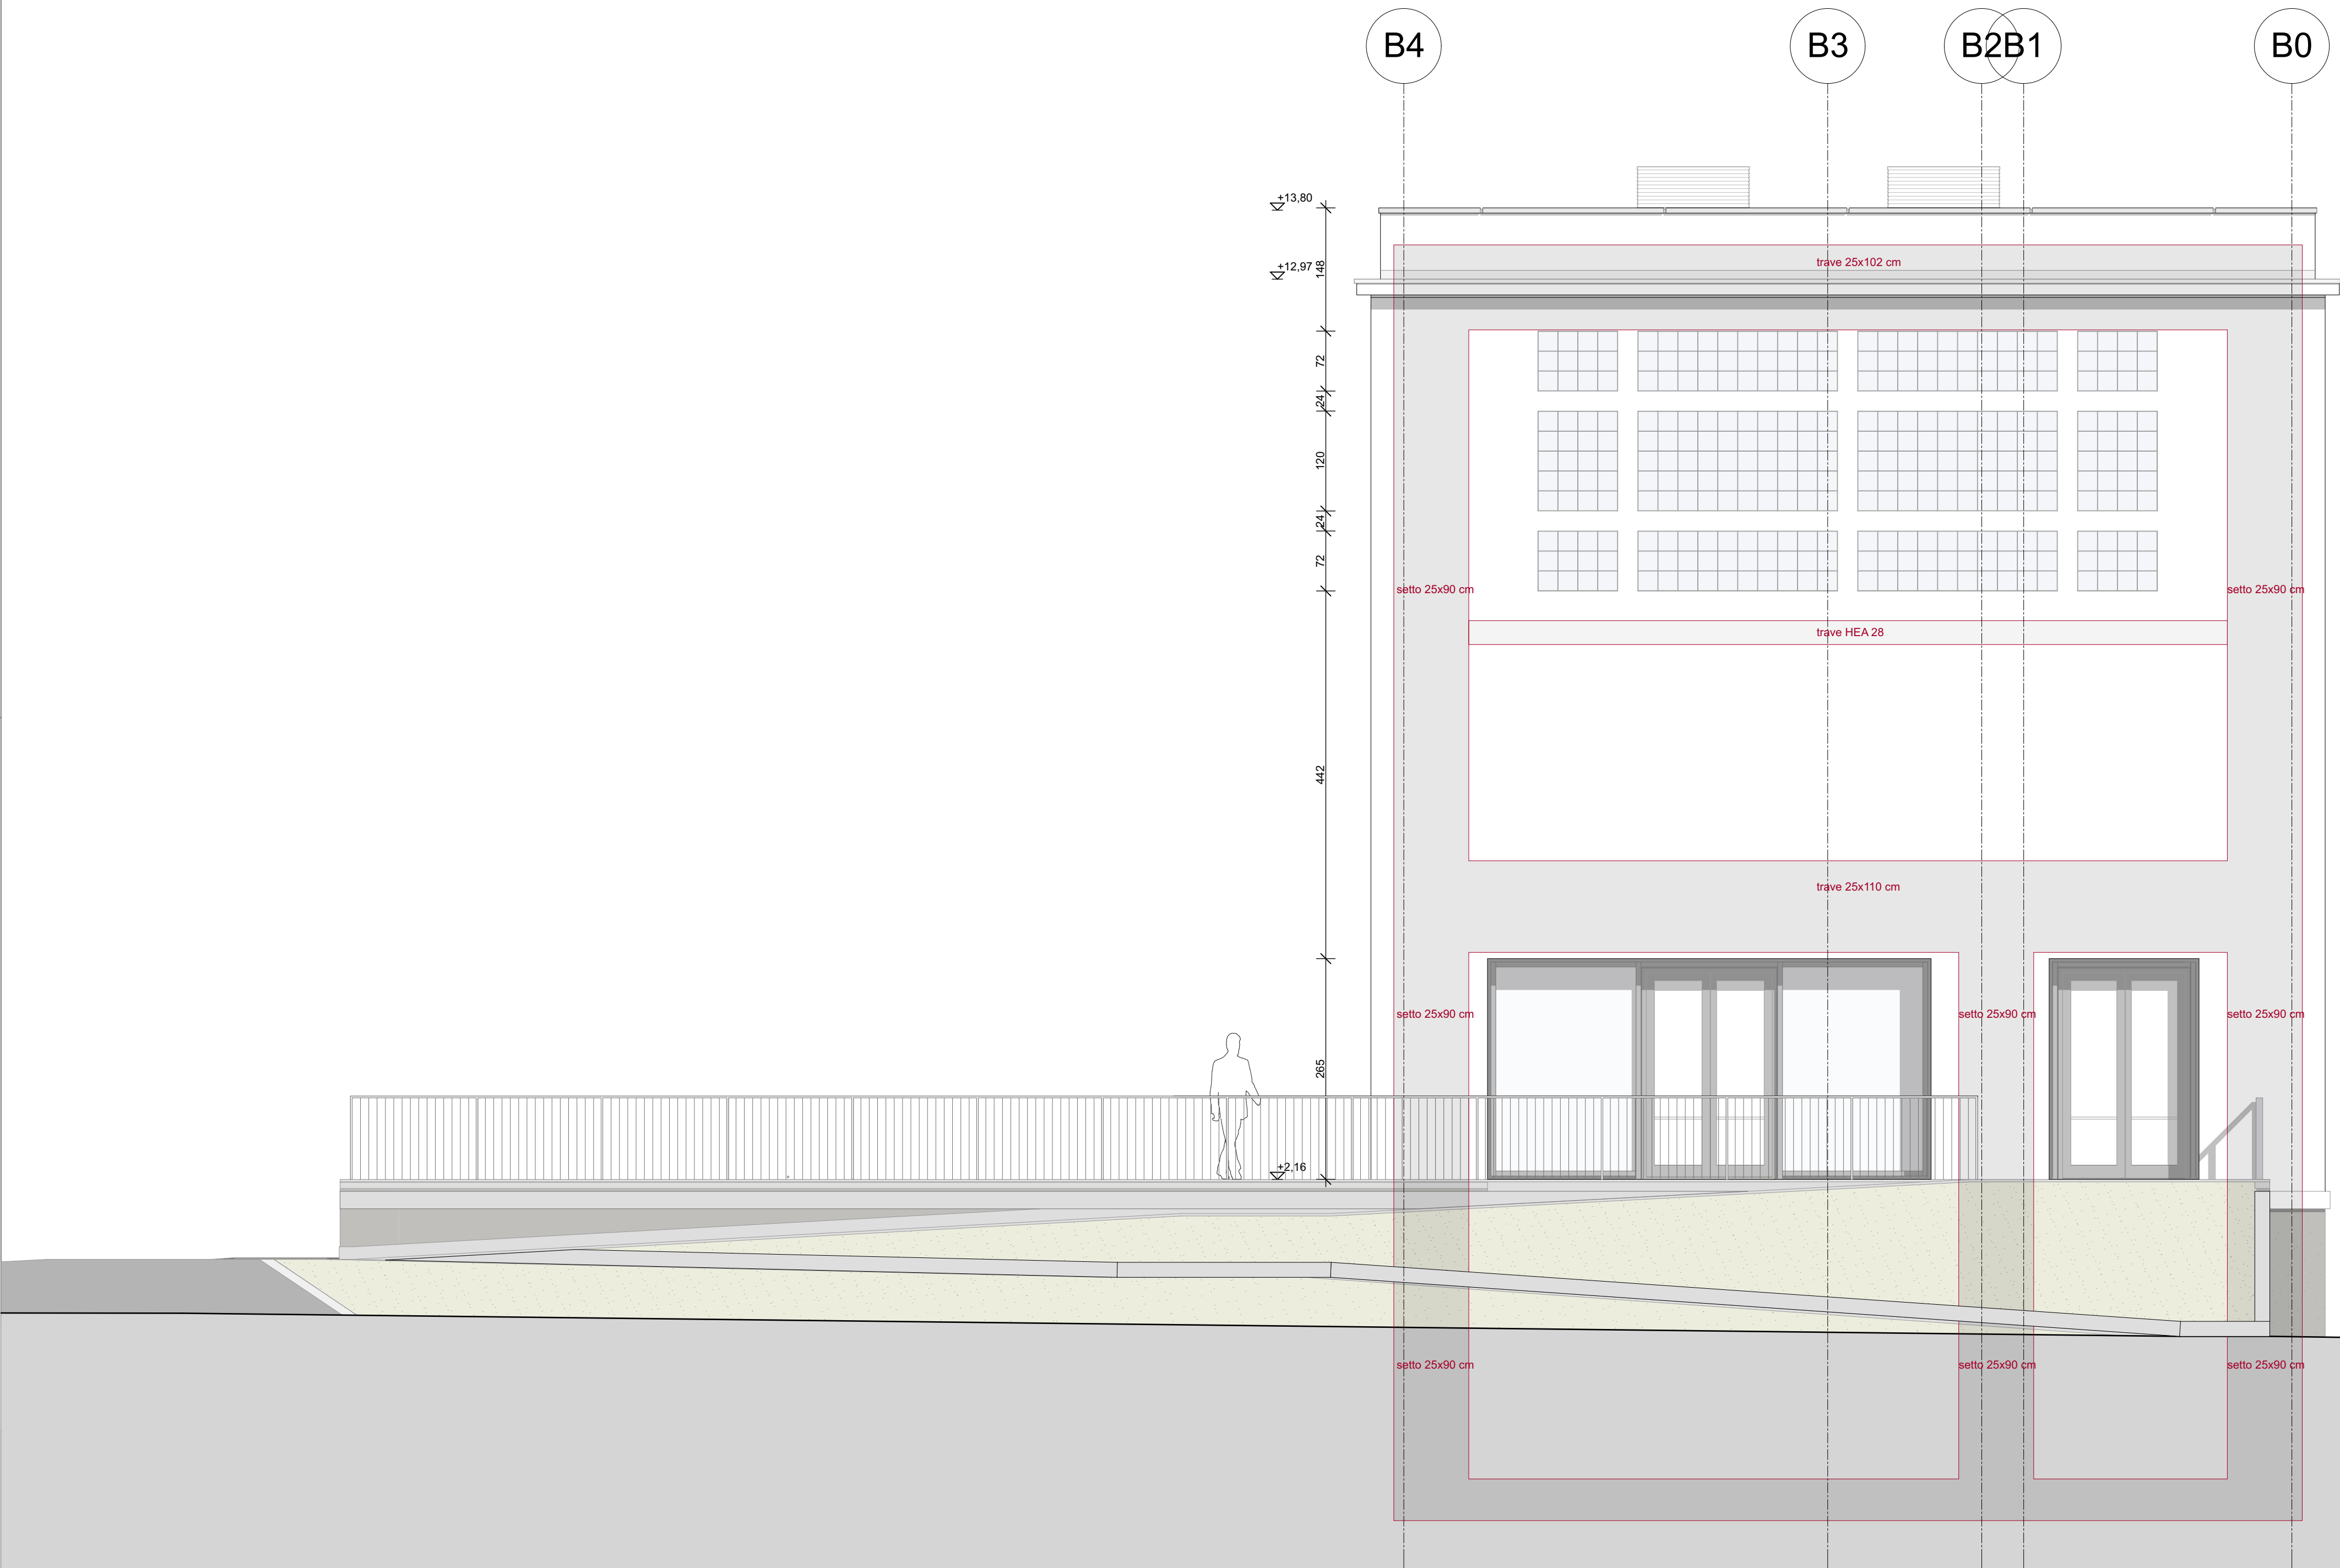 B4
B3
B2
B1
B0
+13,80
trave 25x102 cm
+12,97
148
72
24
120
24
72
setto 25x90 cm
setto 25x90 cm
trave HEA 28
442
trave 25x110 cm
setto 25x90 cm
setto 25x90 cm
setto 25x90 cm
265
+2,16
setto 25x90 cm
setto 25x90 cm
setto 25x90 cm